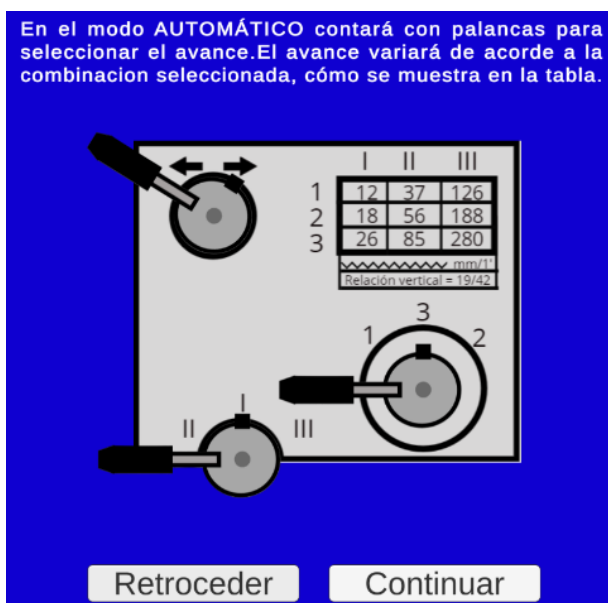 En el modo AUTOMÁTICO contará con palancas para
seleccionar el avance.El avance variará de acorde a la
combinacion seleccionada, cómo se muestra en la tabla.
I II III
1 12 37 126
2 18 56 188
3 26 85 280
mm/1'
Relación vertical = 19/42
3
1 2
I
II III
Retroceder Continuar